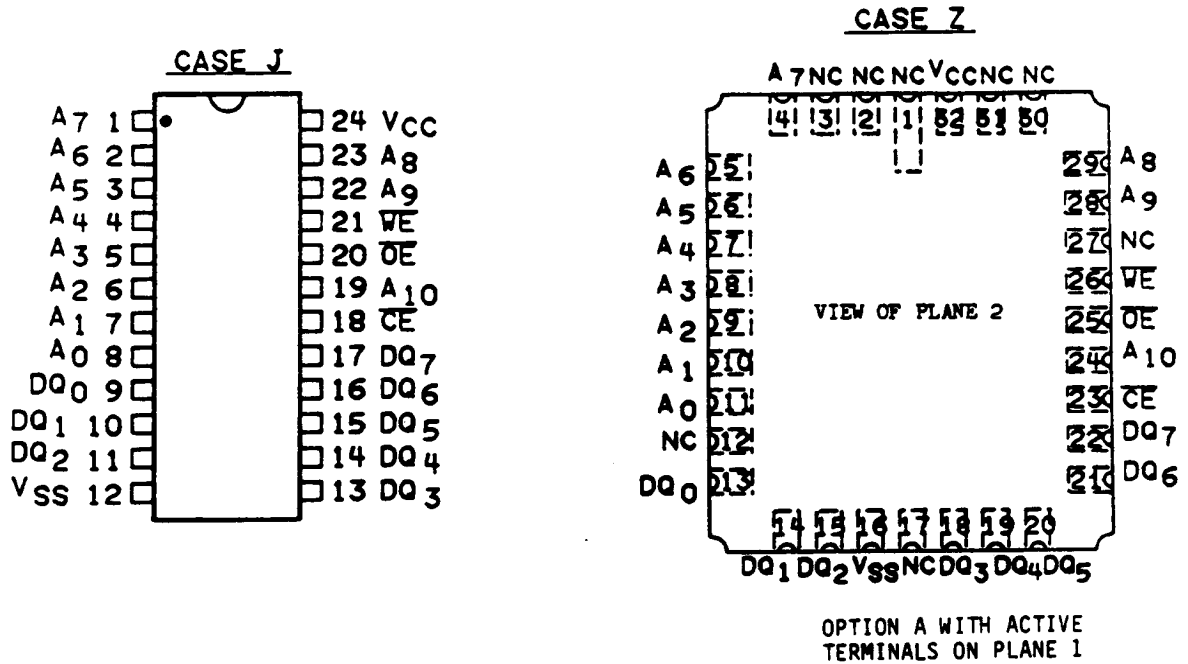 CASE J
A7 1 24 VCC
A6 2 23 A8
A5 3 22 A9
A4 4 21 WE
A3 5 20 OE
A2 6 19 A10
A1 7 18 CE
A0 8 17 DQ7
DQ0 9 16 DQ6
DQ1 10 15 DQ5
DQ2 11 14 DQ4
VSS 12 13 DQ3
CASE Z
A7 NC NC NC VCC NC NC
4 3 2 1 32 31 30
A6 5 29 A8
A5 6 28 A9
A4 7 27 NC
A3 8 26 WE
A2 9 VIEW OF PLANE 2 25 OE
A1 10 24 A10
A0 11 23 CE
NC 12 22 DQ7
DQ0 13 21 DQ6
14 15 16 17 18 19 20
DQ1 DQ2 VSS NC DQ3 DQ4 DQ5
OPTION A WITH ACTIVE
TERMINALS ON PLANE 1